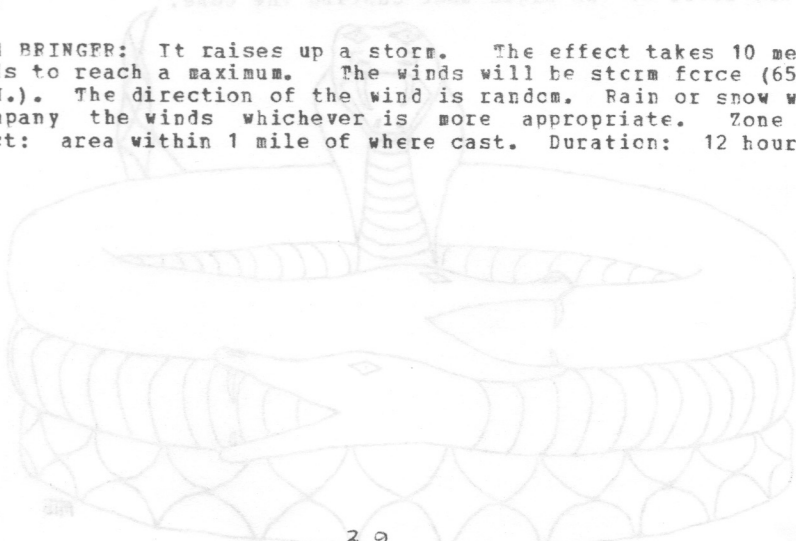 BRINGER: It raises up a storm. The effect takes 10 me
s to reach a maximum. The winds will be storm force (65
.). The direction of the wind is random. Rain or snow w
pany the winds whichever is more appropriate. Zone
ct: area within 1 mile of where cast. Duration: 12 hour
29